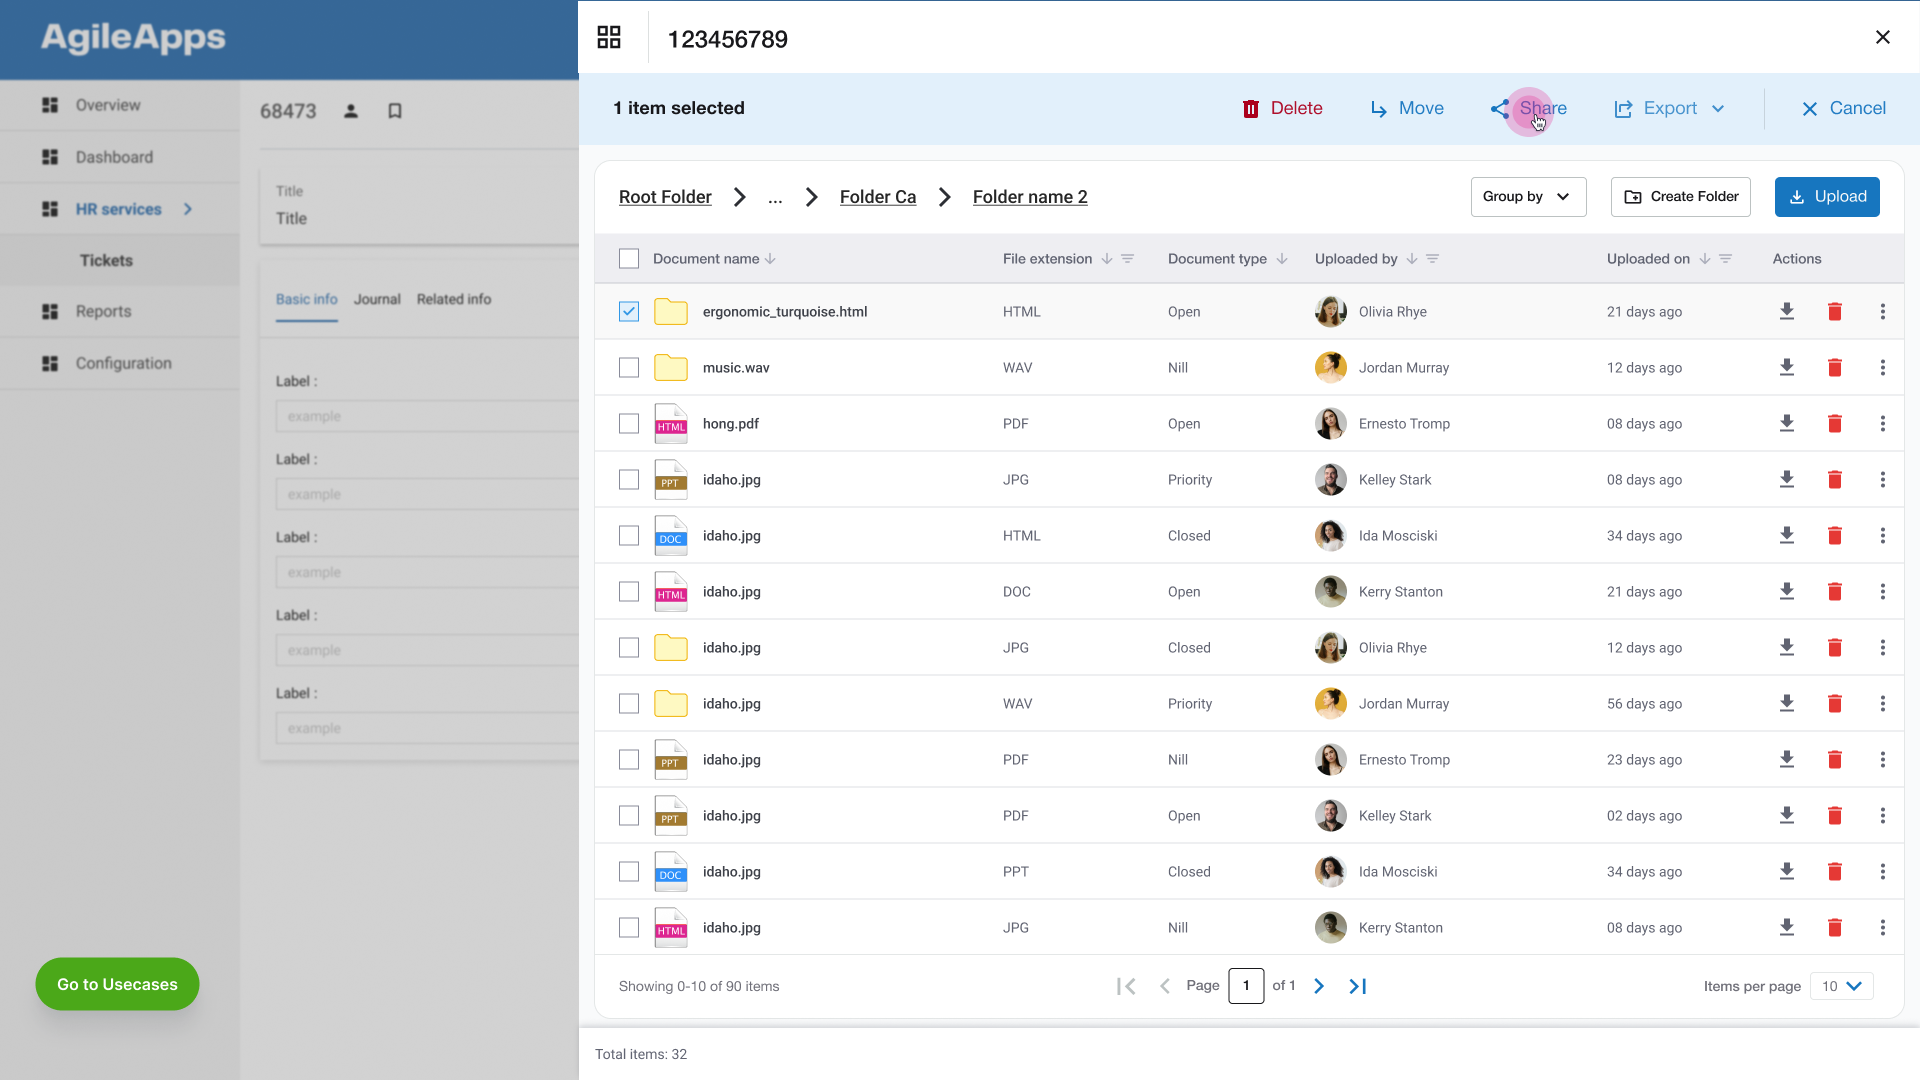 AgileApps
Overview
Dashboard
HR services
Tickets
Reports
Configuration
Go to Usecases
68473
Title
Title
Basic info Journal Related info
Label :
example
Label :
example
Label :
example
Label :
example
Label :
example
123456789
1 item selected
Delete Move Share Export Cancel
Root Folder ... Folder Ca Folder name 2
Group by Create Folder Upload
Document name File extension Document type Uploaded by Uploaded on Actions
ergonomic_turquoise.html HTML Open Olivia Rhye 21 days ago
music.wav WAV Nill Jordan Murray 12 days ago
HTML hong.pdf PDF Open Ernesto Tromp 08 days ago
PPT idaho.jpg JPG Priority Kelley Stark 08 days ago
DOC idaho.jpg HTML Closed Ida Mosciski 34 days ago
HTML idaho.jpg DOC Open Kerry Stanton 21 days ago
idaho.jpg JPG Closed Olivia Rhye 12 days ago
idaho.jpg WAV Priority Jordan Murray 56 days ago
PPT idaho.jpg PDF Nill Ernesto Tromp 23 days ago
PPT idaho.jpg PDF Open Kelley Stark 02 days ago
DOC idaho.jpg PPT Closed Ida Mosciski 34 days ago
HTML idaho.jpg JPG Nill Kerry Stanton 08 days ago
Showing 0-10 of 90 items Page 1 of 1 Items per page 10
Total items: 32